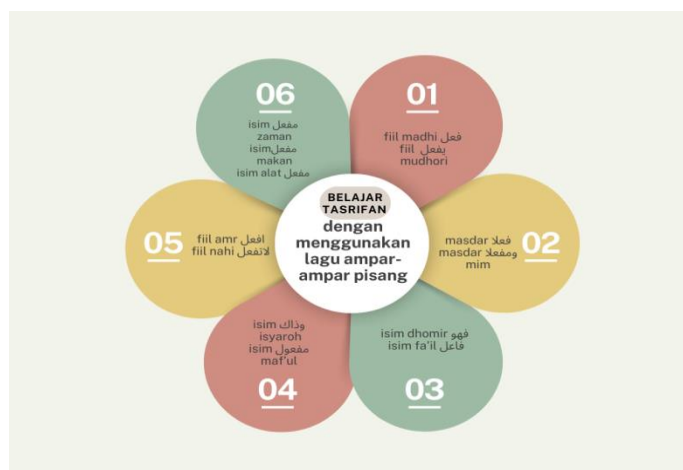 BELAJAR
TASRIFAN
dengan
menggunakan
lagu ampar-
ampar pisang
01
fiil madhi فعل
fiil يفعل
mudhori
02
masdar فعلا
masdar ومفعلا
mim
03
isim dhomir فهو
isim fa'il فاعل
isim وذاك
isyaroh
isim مفعول
maf'ul
04
05
fiil amr افعل
fiil nahi لاتفعل
06
isim مفعل
zaman
isim مفعل
makan
isim alat مفعل